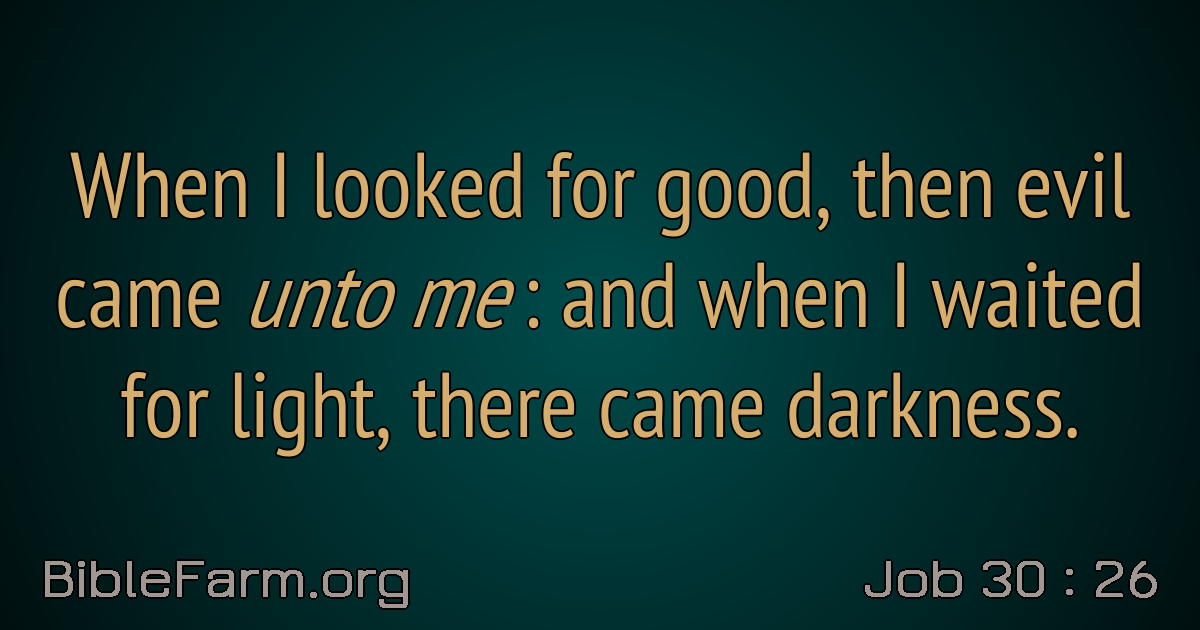 When I looked for good, then evil
came unto me: and when I waited
for light, there came darkness.
BibleFarm.org
Job 30 : 26